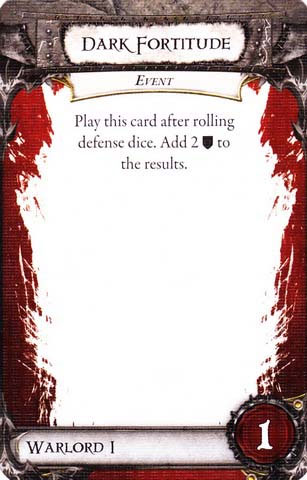 Dark Fortitude
Event
Play this card after rolling
defense dice. Add 2 to
the results.
Warlord I
1